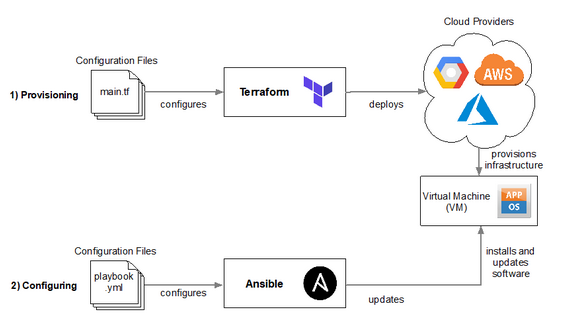 Cloud Providers
Configuration Files
1) Provisioning
main.tf
configures
Terraform
deploys
AWS
provisions
infrastructure
Virtual Machine
(VM)
APP
OS
Configuration Files
2) Configuring
playbook
.yml
configures
Ansible
updates
installs and
updates
software